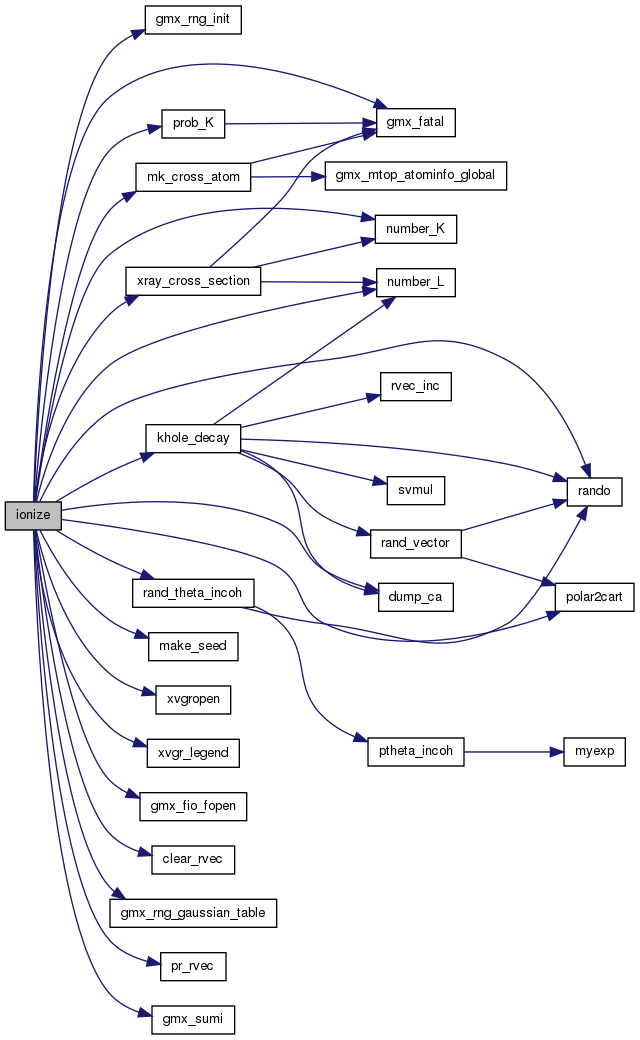 gmx_rng_init
gmx_fatal
prob_K
mk_cross_atom
gmx_mtop_atominfo_global
number_K
xray_cross_section
number_L
rvec_inc
khole_decay
svmul
rando
ionize
rand_vector
rand_theta_incoh
dump_ca
polar2cart
make_seed
xvgropen
xvgr_legend
ptheta_incoh
myexp
gmx_fio_fopen
clear_rvec
gmx_rng_gaussian_table
pr_rvec
gmx_sumi